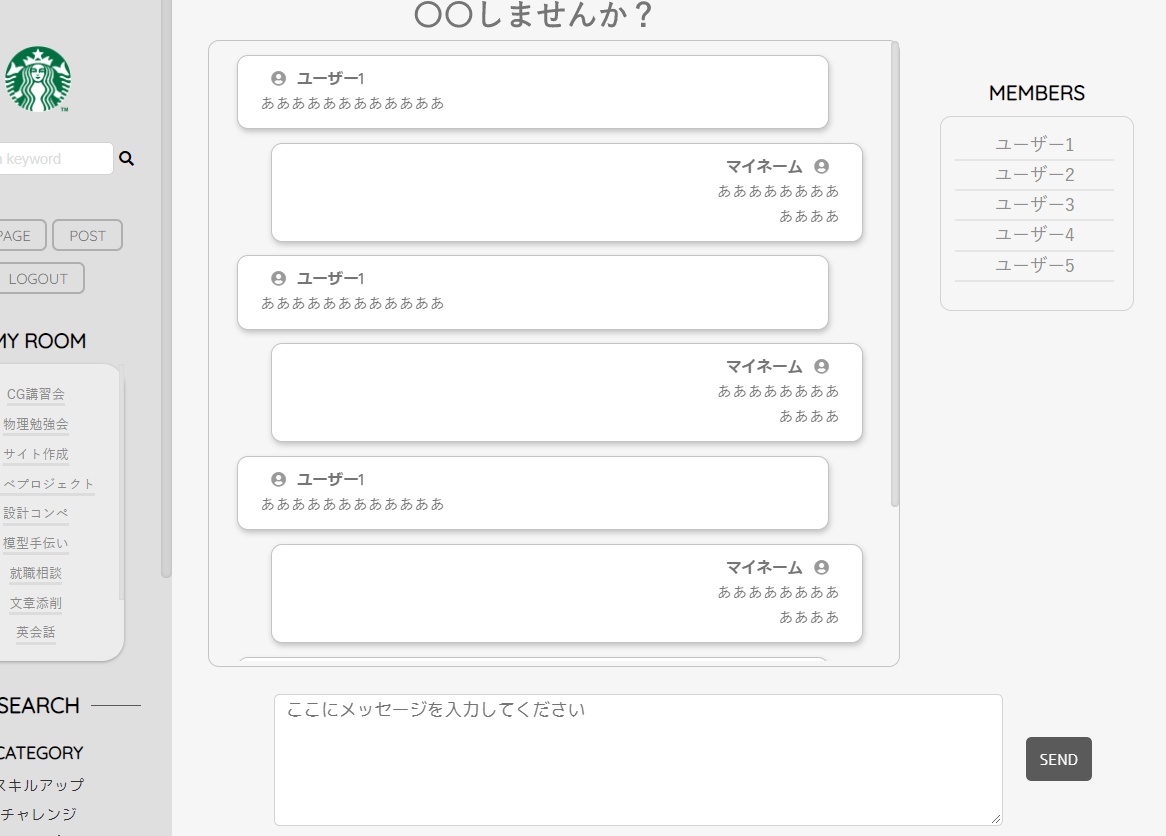 〇〇しませんか？
keyword
PAGE
POST
LOGOUT
MY ROOM
CG講習会
物理勉強会
サイト作成
ペプロジェクト
設計コンペ
模型手伝い
就職相談
文章添削
英会話
SEARCH
CATEGORY
スキルアップ
チャレンジ
ユーザー1
ああああああああああああ
マイネーム
ああああああああ
ああああ
ユーザー1
ああああああああああああ
マイネーム
ああああああああ
ああああ
ユーザー1
ああああああああああああ
マイネーム
ああああああああ
ああああ
ここにメッセージを入力してください
SEND
MEMBERS
ユーザー1
ユーザー2
ユーザー3
ユーザー4
ユーザー5